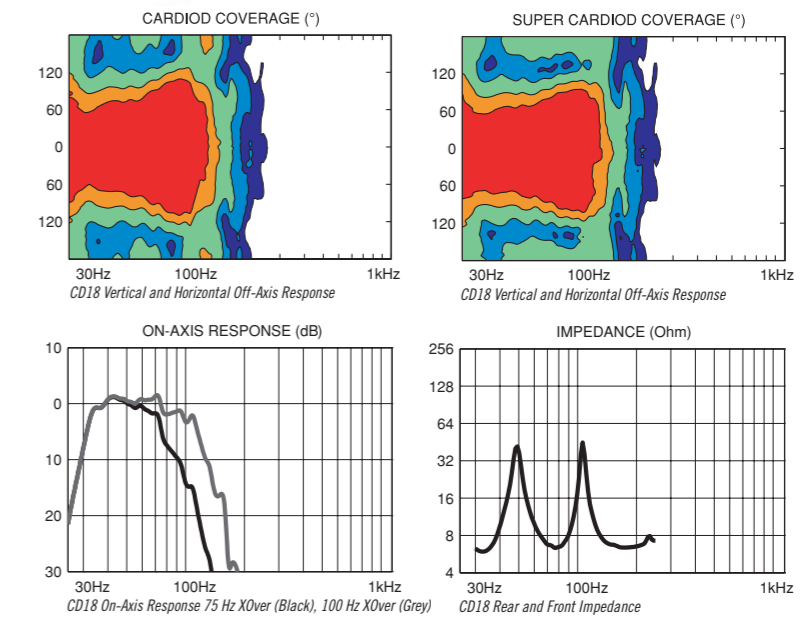 CARDIOD COVERAGE (°)
120
60
0
60
120
30Hz 100Hz 1kHz
CD18 Vertical and Horizontal Off-Axis Response
SUPER CARDIOD COVERAGE (°)
120
60
0
60
120
30Hz 100Hz 1kHz
CD18 Vertical and Horizontal Off-Axis Response
ON-AXIS RESPONSE (dB)
10
0
10
20
30
30Hz 100Hz 1kHz
CD18 On-Axis Response 75 Hz XOver (Black), 100 Hz XOver (Grey)
IMPEDANCE (Ohm)
256
128
64
32
16
8
4
30Hz 100Hz 1kHz
CD18 Rear and Front Impedance